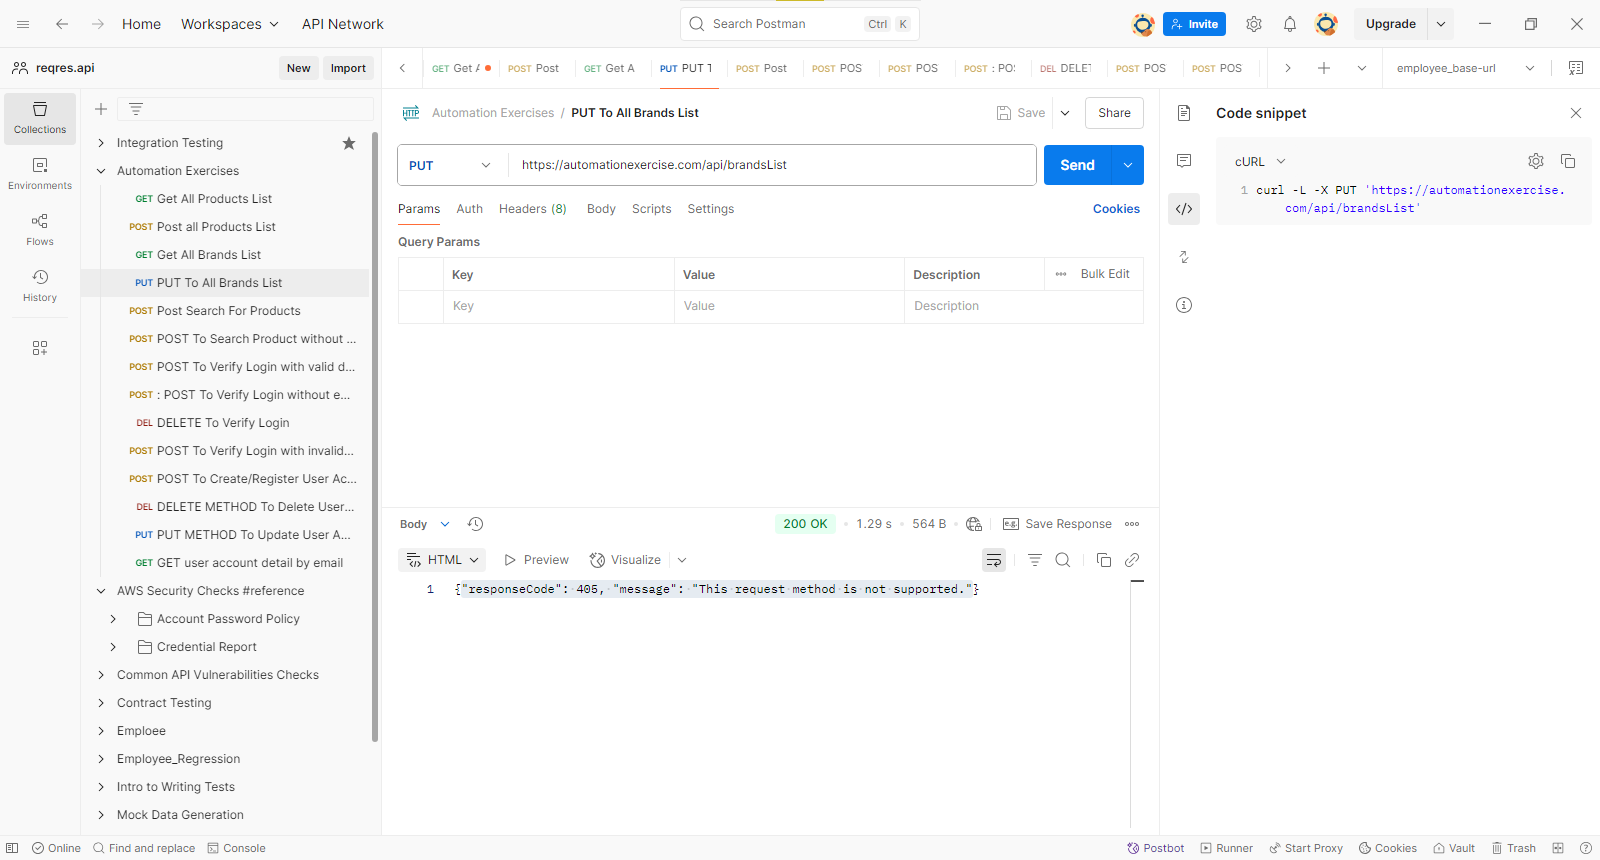 Home
Workspaces
API Network
Search Postman
Ctrl
K
Invite
Upgrade
reqres.api
New
Import
GET Get A
POST Post
GET Get A
PUT PUT T
POST Post
POST POS
POST POS
POST : PO
DEL DELE
POST POS
POST POS
employee_base-url
Collections
Environments
Flows
History
Integration Testing
Automation Exercises
GET Get All Products List
POST Post all Products List
GET Get All Brands List
PUT PUT To All Brands List
POST Post Search For Products
POST POST To Search Product without ...
POST POST To Verify Login with valid d...
POST : POST To Verify Login without e...
DEL DELETE To Verify Login
POST POST To Verify Login with invalid...
POST POST To Create/Register User Ac...
DEL DELETE METHOD To Delete User...
PUT PUT METHOD To Update User A...
GET GET user account detail by email
AWS Security Checks #reference
Account Password Policy
Credential Report
Common API Vulnerabilities Checks
Contract Testing
Emploee
Employee_Regression
Intro to Writing Tests
Mock Data Generation
HTTP
Automation Exercises / PUT To All Brands List
Save
Share
PUT
https://automationexercise.com/api/brandsList
Send
Params
Auth
Headers (8)
Body
Scripts
Settings
Cookies
Query Params
Key
Value
Description
Bulk Edit
Key
Value
Description
Body
200 OK
1.29 s
564 B
e.g.
Save Response
HTML
Preview
Visualize
1 {"responseCode": 405, "message": "This request method is not supported."}
Code snippet
cURL
1 curl -L -X PUT 'https://automationexercise.
com/api/brandsList'
Online
Find and replace
Console
Postbot
Runner
Start Proxy
Cookies
Vault
Trash